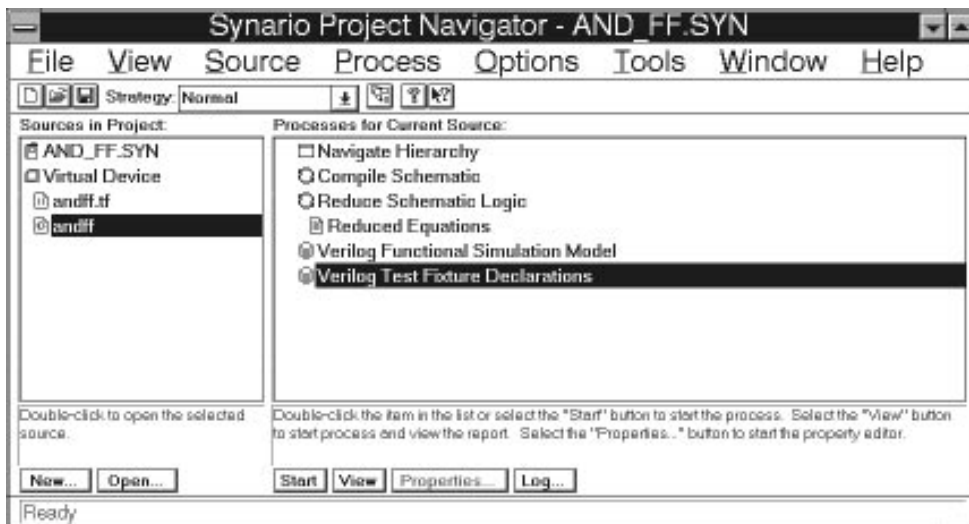 Synario Project Navigator - AND_FF.SYN
File View Source Process Options Tools Window Help
Strategy: Normal
Sources in Project:
Processes for Current Source:
AND_FF.SYN
Virtual Device
andff.tf
andff
Navigate Hierarchy
Compile Schematic
Reduce Schematic Logic
Reduced Equations
Verilog Functional Simulation Model
Verilog Test Fixture Declarations
Double-click to open the selected
source.
Double-click the item in the list or select the "Start" button to start the process. Select the "View" button
to start process and view the report. Select the "Properties..." button to start the property editor.
New... Open...
Start View Properties... Log...
Ready